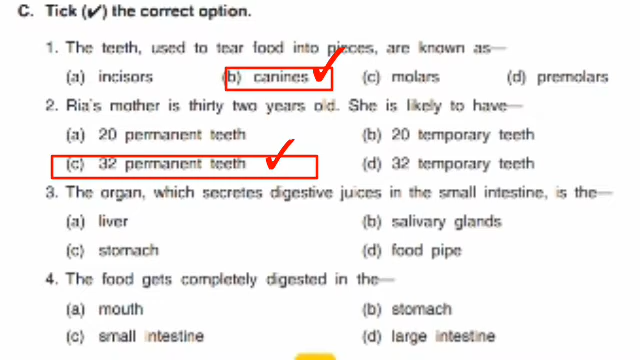 C. Tick (✓) the correct option.
1. The teeth, used to tear food into pieces, are known as—
(a) incisors (b) canines (c) molars (d) premolars
2. Ria's mother is thirty two years old. She is likely to have—
(a) 20 permanent teeth (b) 20 temporary teeth
(c) 32 permanent teeth (d) 32 temporary teeth
3. The organ, which secretes digestive juices in the small intestine, is the—
(a) liver (b) salivary glands
(c) stomach (d) food pipe
4. The food gets completely digested in the—
(a) mouth (b) stomach
(c) small intestine (d) large intestine